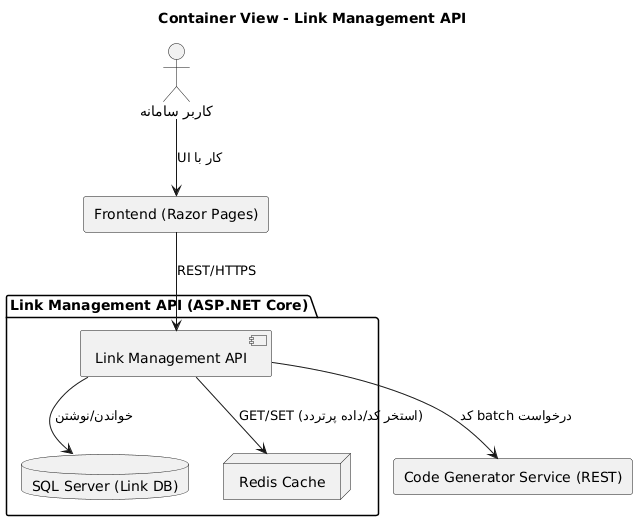 Container View - Link Management API
کاربر سامانه
کار با UI
Frontend (Razor Pages)
REST/HTTPS
Link Management API (ASP.NET Core)
Link Management API
خواندن/نوشتن
GET/SET (استخر کد/داده پرتردد)
درخواست batch کد
SQL Server (Link DB)
Redis Cache
Code Generator Service (REST)